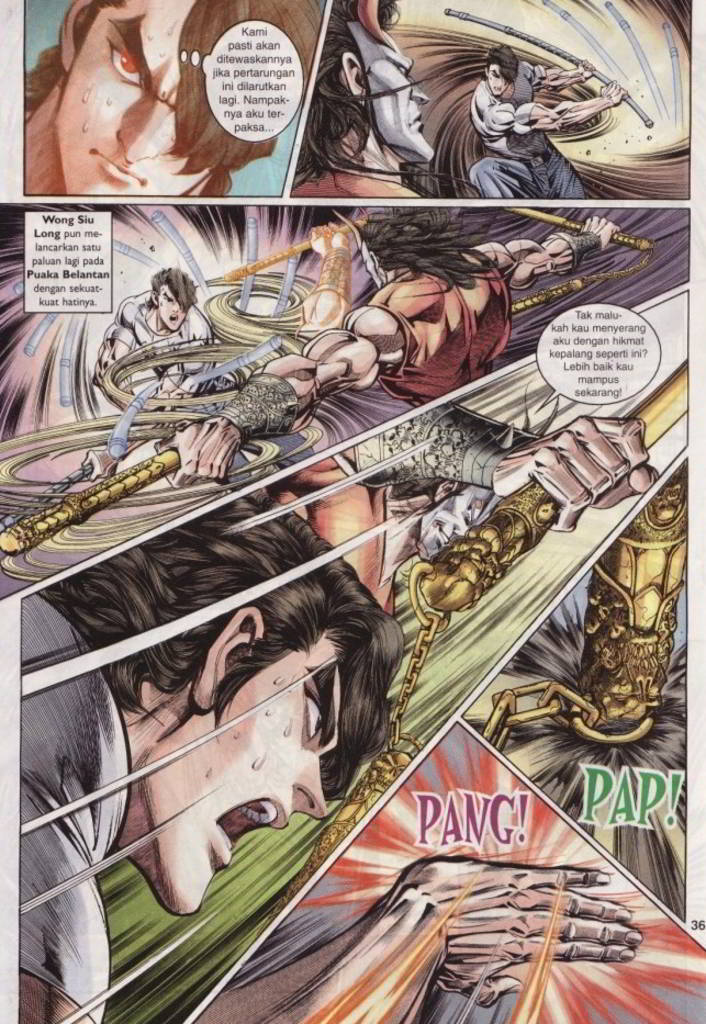 Kami
pasti akan
ditewaskannya
jika pertarungan
ini dilarutkan
lagi. Nampak-
nya aku ter-
paksa...
Wong Siu
Long pun me-
lancarkan satu
paluan lagi pada
Puaka Belantan
dengan sekuat-
kuat hatinya.
Tak malu-
kah kau menyerang
aku dengan hikmat
kepalang seperti ini?
Lebih baik kau
mampus
sekarang!
PAP!
PANG!
36